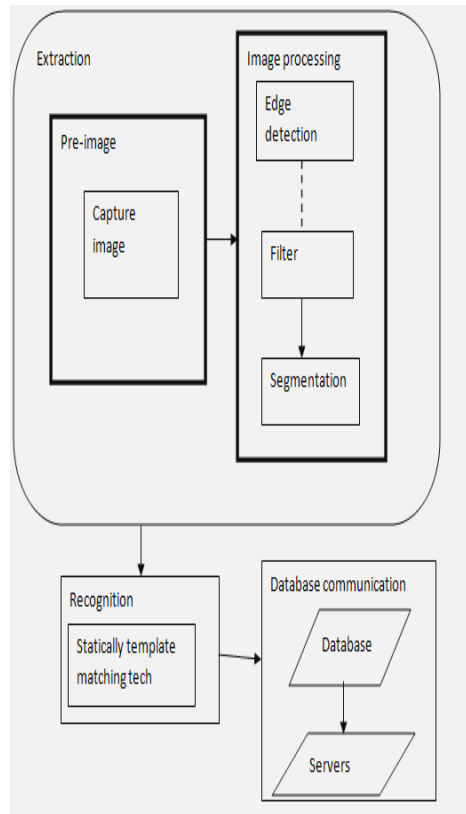 Extraction
Pre-image
Capture
image
Image processing
Edge
detection
Filter
Segmentation
Recognition
Statically template
matching tech
Database communication
Database
Servers